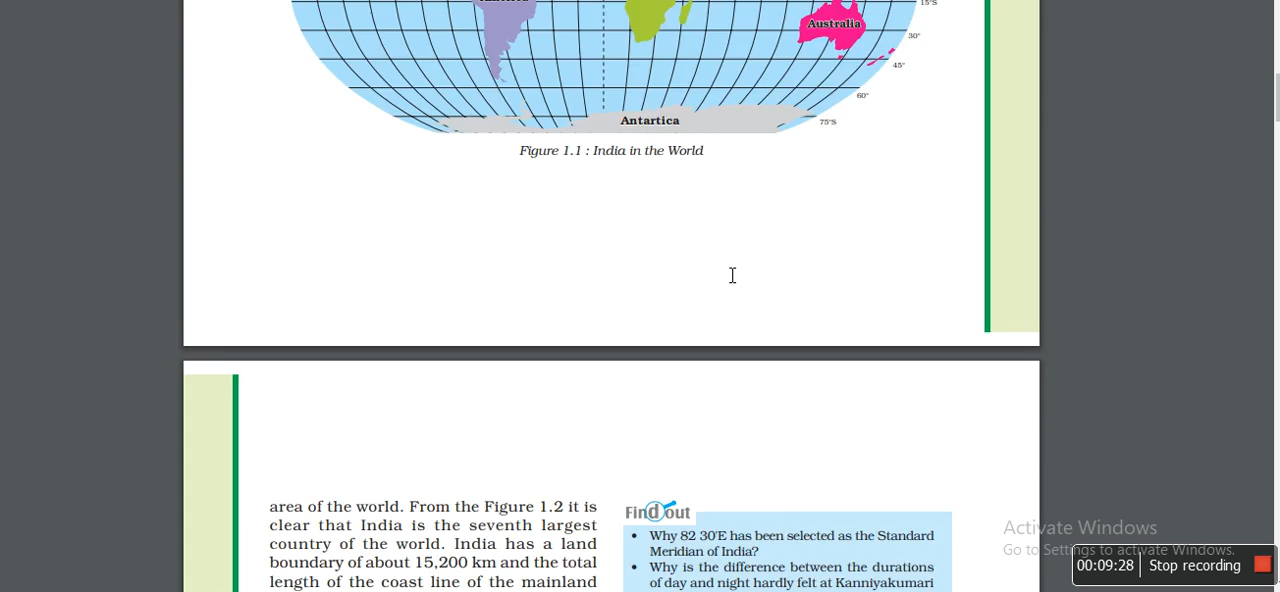 15°S
Australia
30°
45°
60°
Antartica
75°S
Figure 1.1 : India in the World
area of the world. From the Figure 1.2 it is
clear that India is the seventh largest
country of the world. India has a land
boundary of about 15,200 km and the total
length of the coast line of the mainland
Find out
• Why 82 30'E has been selected as the Standard
Meridian of India?
• Why is the difference between the durations
of day and night hardly felt at Kanniyakumari
Activate Windows
Go to Settings to activate Windows.
00:09:28 Stop recording